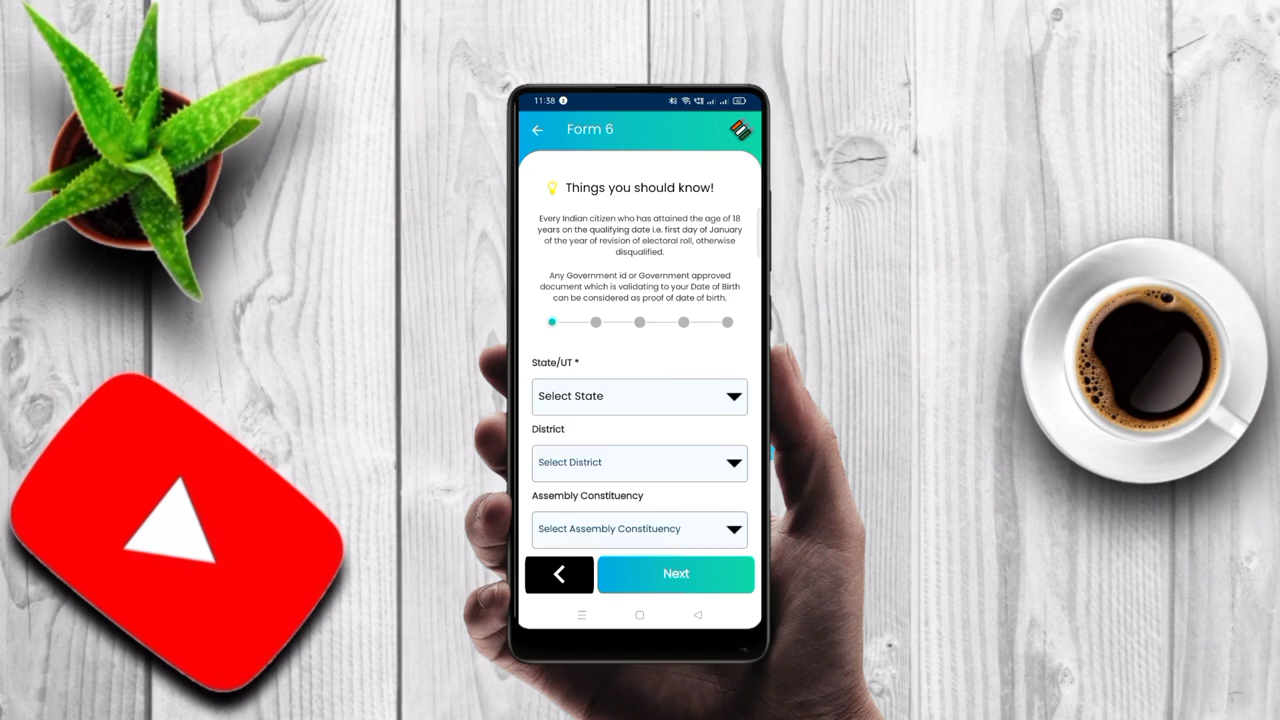 11:38
Form 6
Things you should know!
Every Indian citizen who has attained the age of 18
years on the qualifying date i.e. first day of January
of the year of revision of electoral roll, otherwise
disqualified.
Any Government id or Government approved
document which is validating to your Date of Birth
can be considered as proof of date of birth.
State/UT *
Select State
District
Select District
Assembly Constituency
Select Assembly Constituency
Next